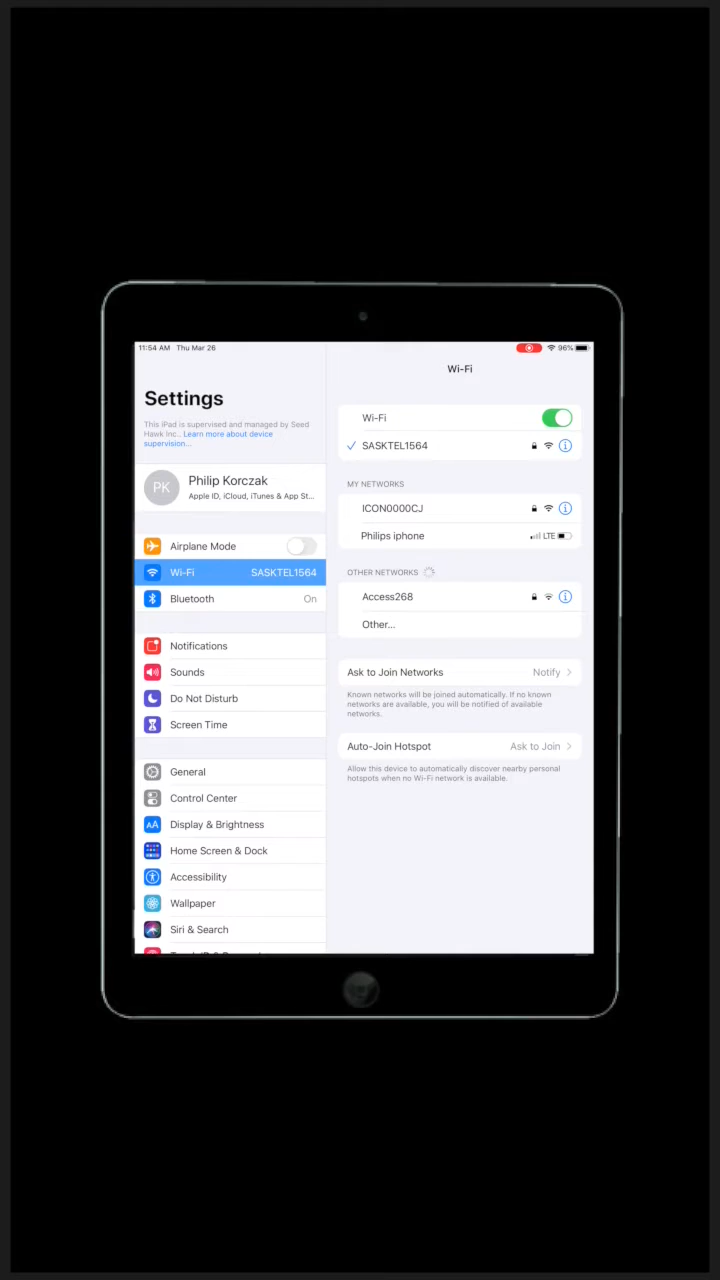 11:54 AM Thu Mar 26
96%
Settings
This iPad is supervised and managed by Seed
Hawk Inc.. Learn more about device
supervision...
PK
Philip Korczak
Apple ID, iCloud, iTunes & App St...
Airplane Mode
Wi-Fi SASKTEL1564
Bluetooth On
Notifications
Sounds
Do Not Disturb
Screen Time
General
Control Center
AA Display & Brightness
Home Screen & Dock
Accessibility
Wallpaper
Siri & Search
Wi-Fi
Wi-Fi
SASKTEL1564
MY NETWORKS
ICON0000CJ
Philips iphone LTE
OTHER NETWORKS
Access268
Other...
Ask to Join Networks Notify
Known networks will be joined automatically. If no known
networks are available, you will be notified of available
networks.
Auto-Join Hotspot Ask to Join
Allow this device to automatically discover nearby personal
hotspots when no Wi-Fi network is available.